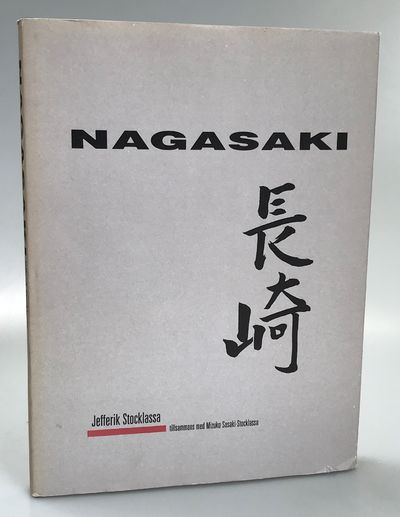 NAGASAKI
長崎
Jefferik Stocklassa
tillsammans med Mizuko Sasaki-Stocklassa